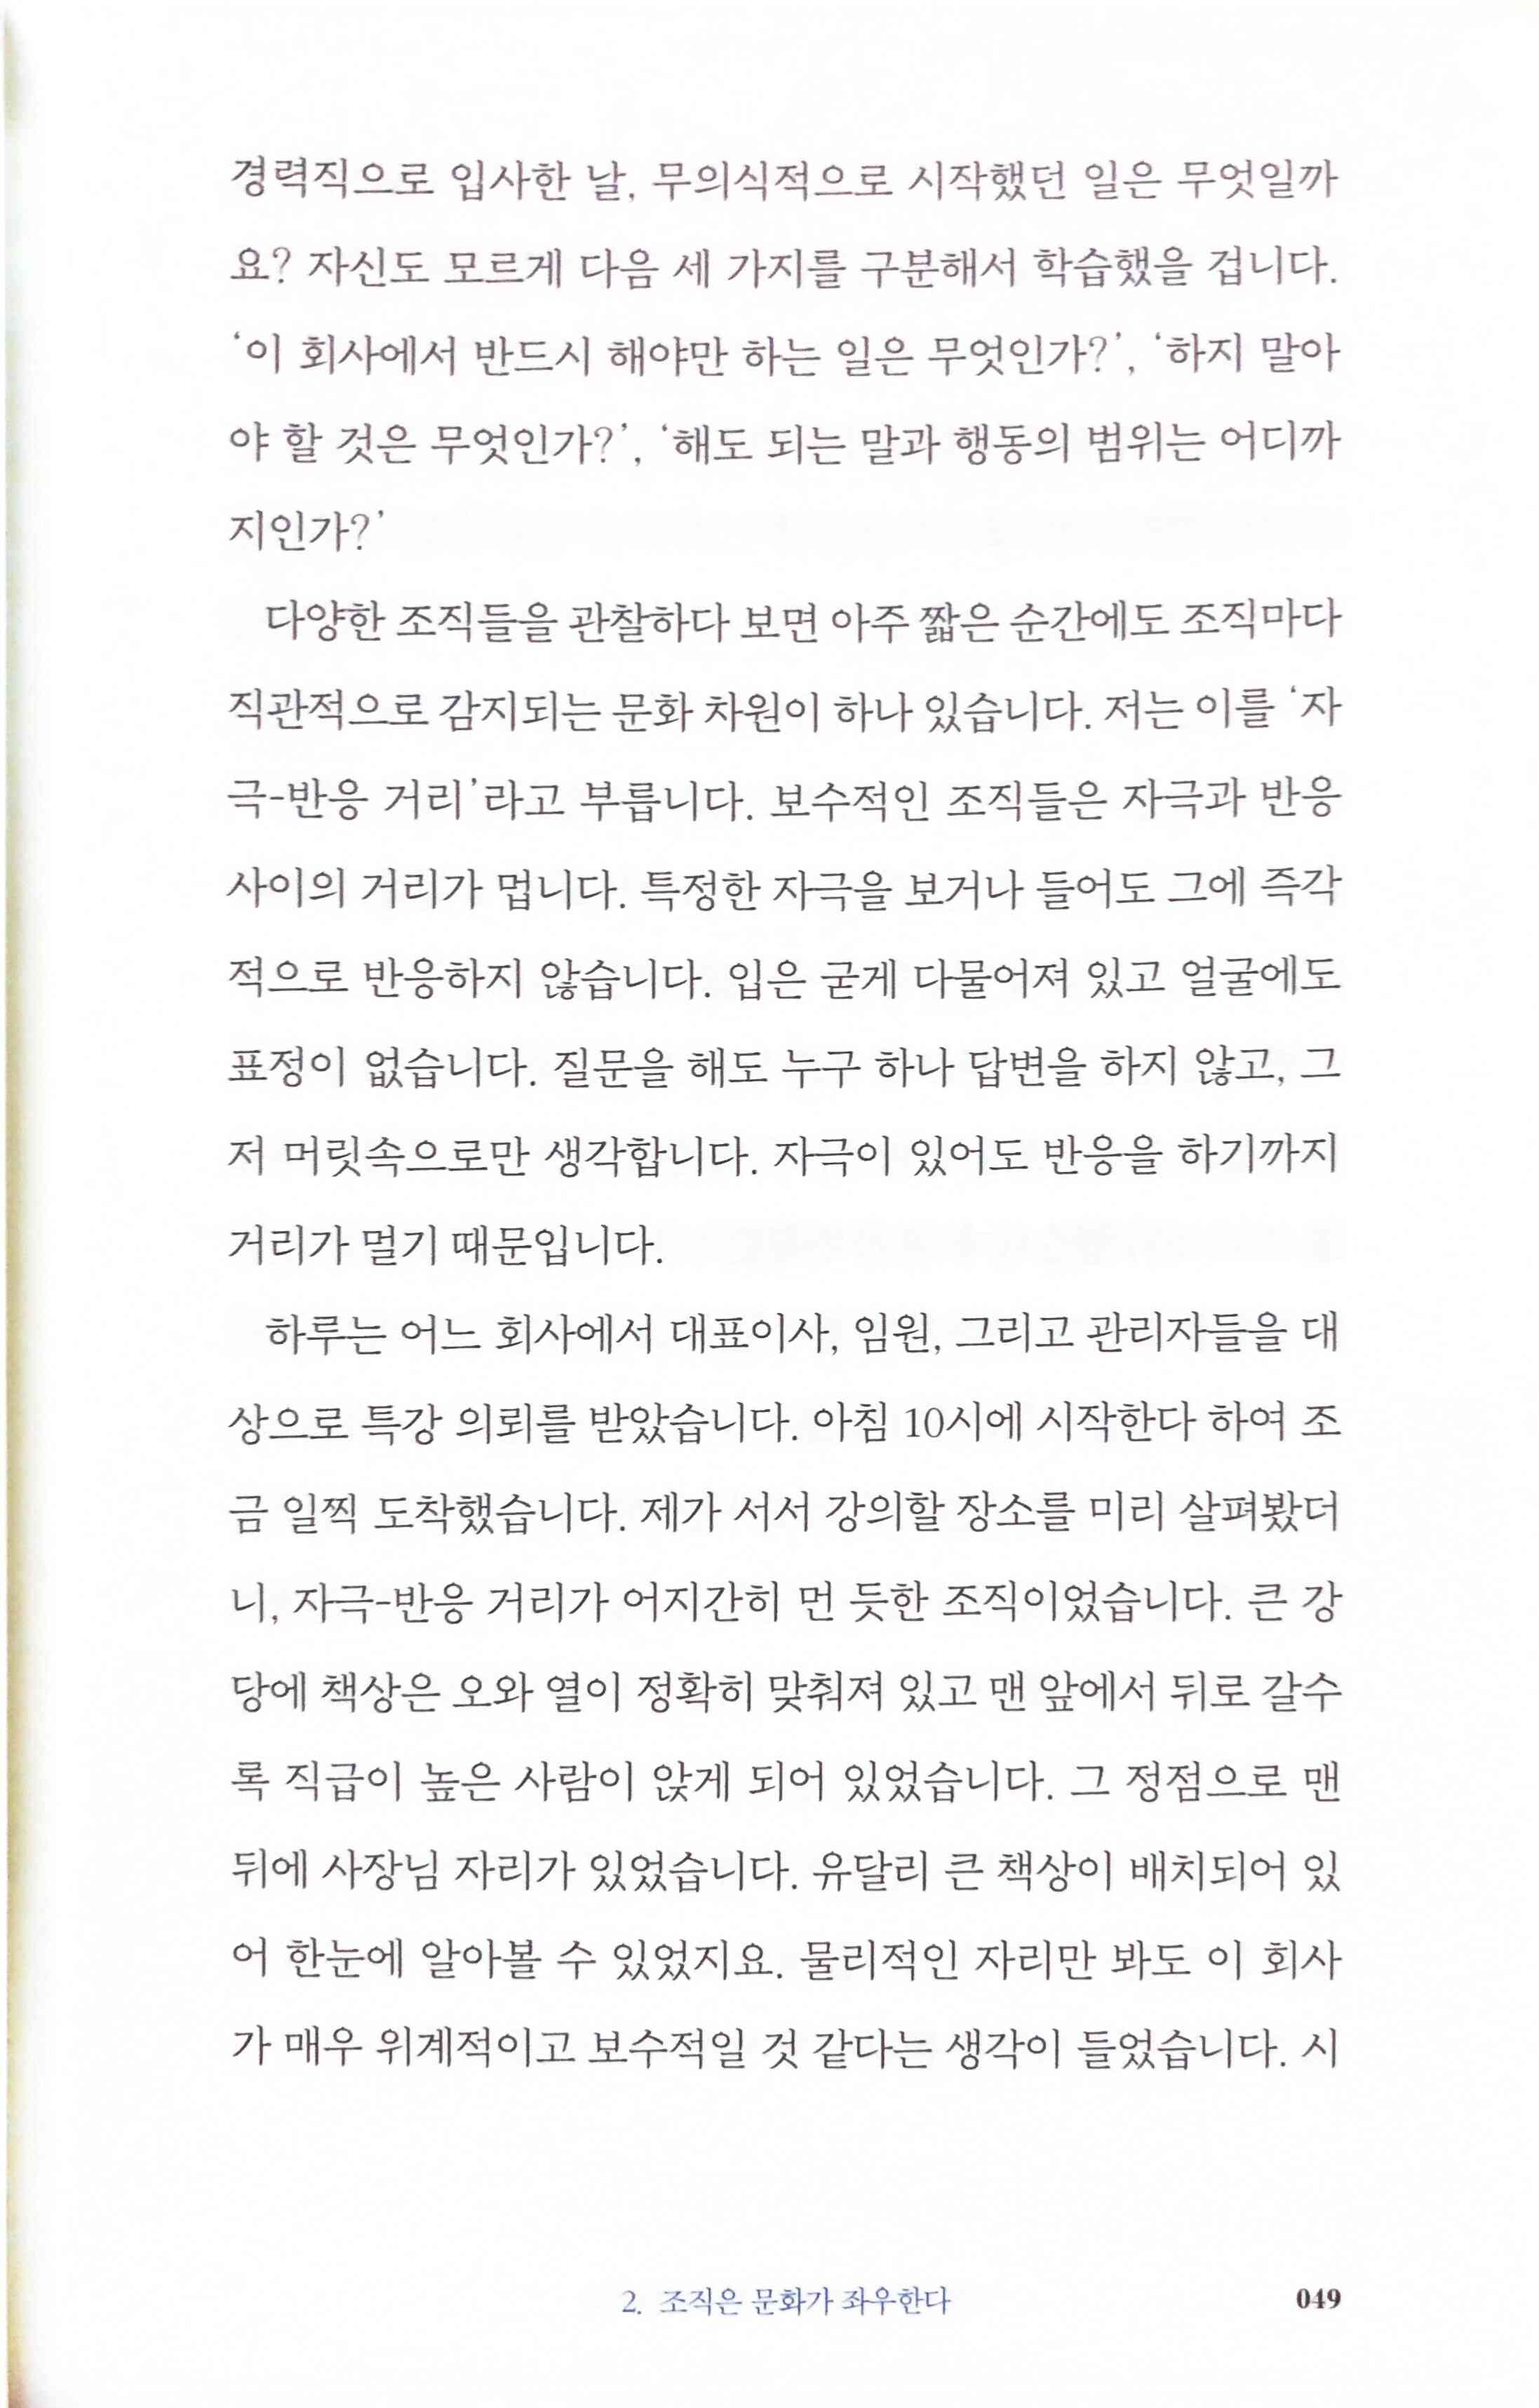 경력직으로 입사한 날, 무의식적으로 시작했던 일은 무엇일까
요? 자신도 모르게 다음 세 가지를 구분해서 학습했을 겁니다.
‘이 회사에서 반드시 해야만 하는 일은 무엇인가?’, ‘하지 말아
야 할 것은 무엇인가?’, ‘해도 되는 말과 행동의 범위는 어디까
지인가?’
다양한 조직들을 관찰하다 보면 아주 짧은 순간에도 조직마다
직관적으로 감지되는 문화 차원이 하나 있습니다. 저는 이를 ‘자
극-반응 거리’라고 부릅니다. 보수적인 조직들은 자극과 반응
사이의 거리가 멉니다. 특정한 자극을 보거나 들어도 그에 즉각
적으로 반응하지 않습니다. 입은 굳게 다물어져 있고 얼굴에도
표정이 없습니다. 질문을 해도 누구 하나 답변을 하지 않고, 그
저 머릿속으로만 생각합니다. 자극이 있어도 반응을 하기까지
거리가 멀기 때문입니다.
하루는 어느 회사에서 대표이사, 임원, 그리고 관리자들을 대
상으로 특강 의뢰를 받았습니다. 아침 10시에 시작한다 하여 조
금 일찍 도착했습니다. 제가 서서 강의할 장소를 미리 살펴봤더
니, 자극-반응 거리가 어지간히 먼 듯한 조직이었습니다. 큰 강
당에 책상은 오와 열이 정확히 맞춰져 있고 맨 앞에서 뒤로 갈수
록 직급이 높은 사람이 앉게 되어 있었습니다. 그 정점으로 맨
뒤에 사장님 자리가 있었습니다. 유달리 큰 책상이 배치되어 있
어 한눈에 알아볼 수 있었지요. 물리적인 자리만 봐도 이 회사
가 매우 위계적이고 보수적일 것 같다는 생각이 들었습니다. 시
2. 조직은 문화가 좌우한다
049